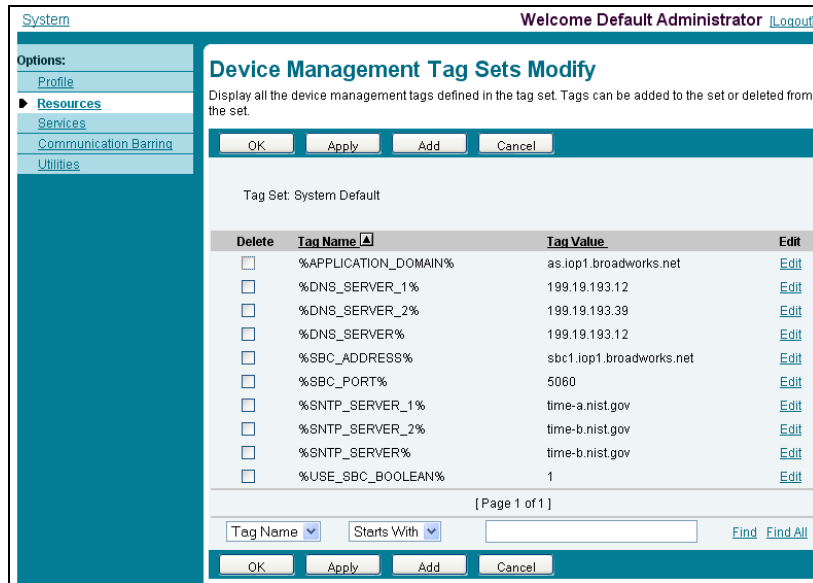 System
Welcome Default Administrator [Logout]
Options:
Profile
Resources
Services
Communication Barring
Utilities
Device Management Tag Sets Modify
Display all the device management tags defined in the tag set. Tags can be added to the set or deleted from
the set.
OK Apply Add Cancel
Tag Set: System Default
Delete Tag Name Tag Value Edit
%APPLICATION_DOMAIN% as.iop1.broadworks.net Edit
%DNS_SERVER_1% 199.19.193.12 Edit
%DNS_SERVER_2% 199.19.193.39 Edit
%DNS_SERVER% 199.19.193.12 Edit
%SBC_ADDRESS% sbc1.iop1.broadworks.net Edit
%SBC_PORT% 5060 Edit
%SNTP_SERVER_1% time-a.nist.gov Edit
%SNTP_SERVER_2% time-b.nist.gov Edit
%SNTP_SERVER% time-b.nist.gov Edit
%USE_SBC_BOOLEAN% 1 Edit
[ Page 1 of 1 ]
Tag Name Starts With Find Find All
OK Apply Add Cancel